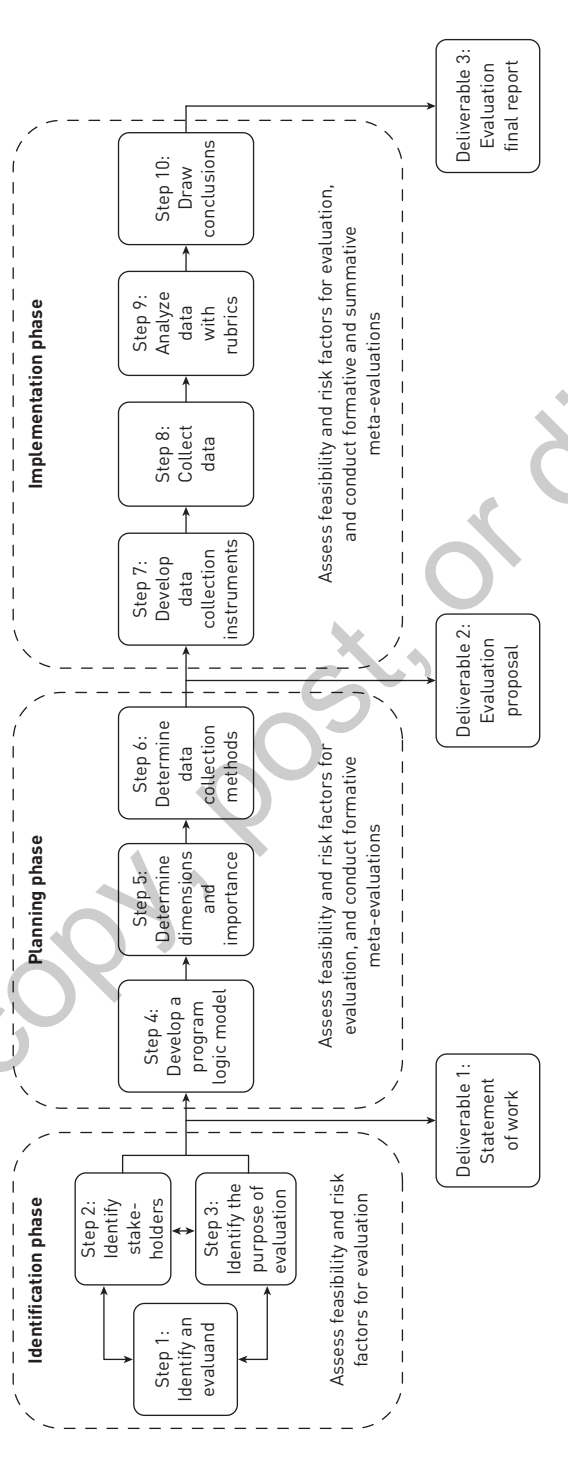 Identification phase
Step 1:
Identify an
evaluand
Step 2:
Identify
stake-
holders
Step 3:
Identify the
purpose of
evaluation
Assess feasibility and risk
factors for evaluation
Deliverable 1:
Statement
of work
Planning phase
Step 4:
Develop a
program
logic model
Step 5:
Determine
dimensions
and
importance
Step 6:
Determine
data
collection
methods
Assess feasibility and risk factors for
evaluation, and conduct formative
meta-evaluations
Deliverable 2:
Evaluation
proposal
Implementation phase
Step 7:
Develop
data
collection
instruments
Step 8:
Collect
data
Step 9:
Analyze
data
with
rubrics
Step 10:
Draw
conclusions
Assess feasibility and risk factors for evaluation,
and conduct formative and summative
meta-evaluations
Deliverable 3:
Evaluation
final report
copy, post, or di